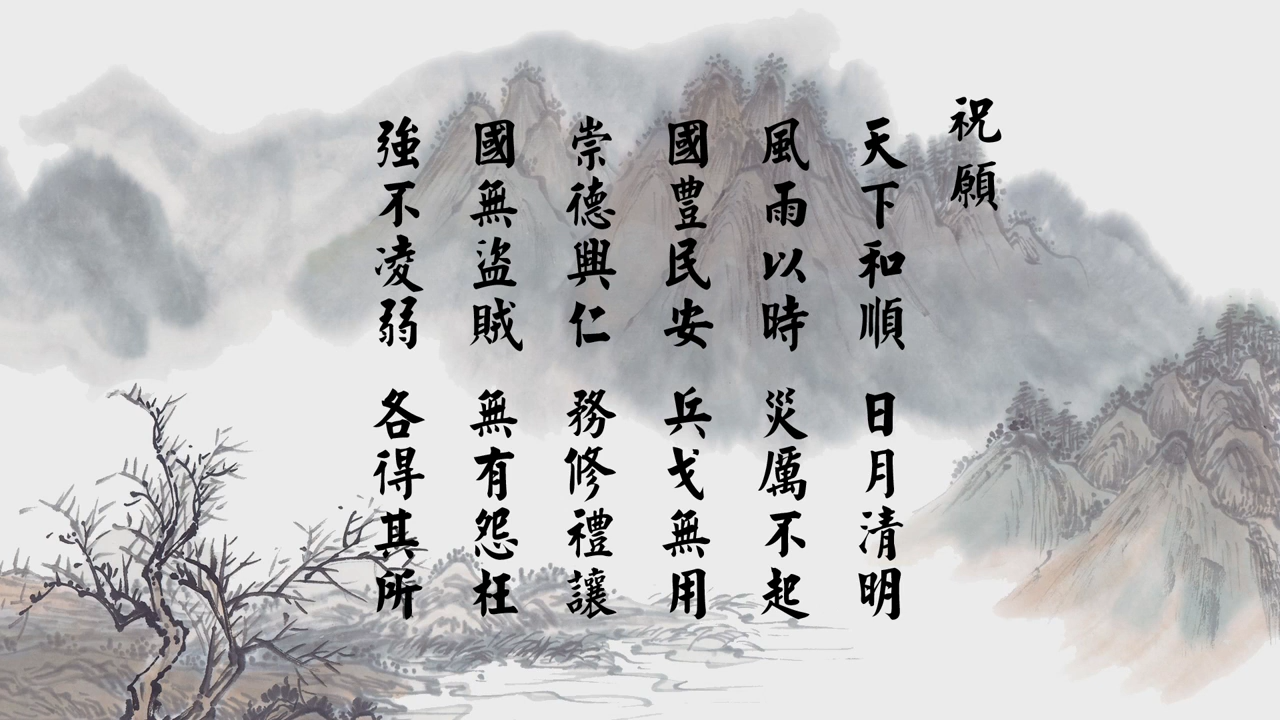 祝願
天下和順 日月清明
風雨以時 災厲不起
國豊民安 兵戈無用
崇德興仁 務修禮讓
國無盜賊 無有怨枉
強不凌弱 各得其所